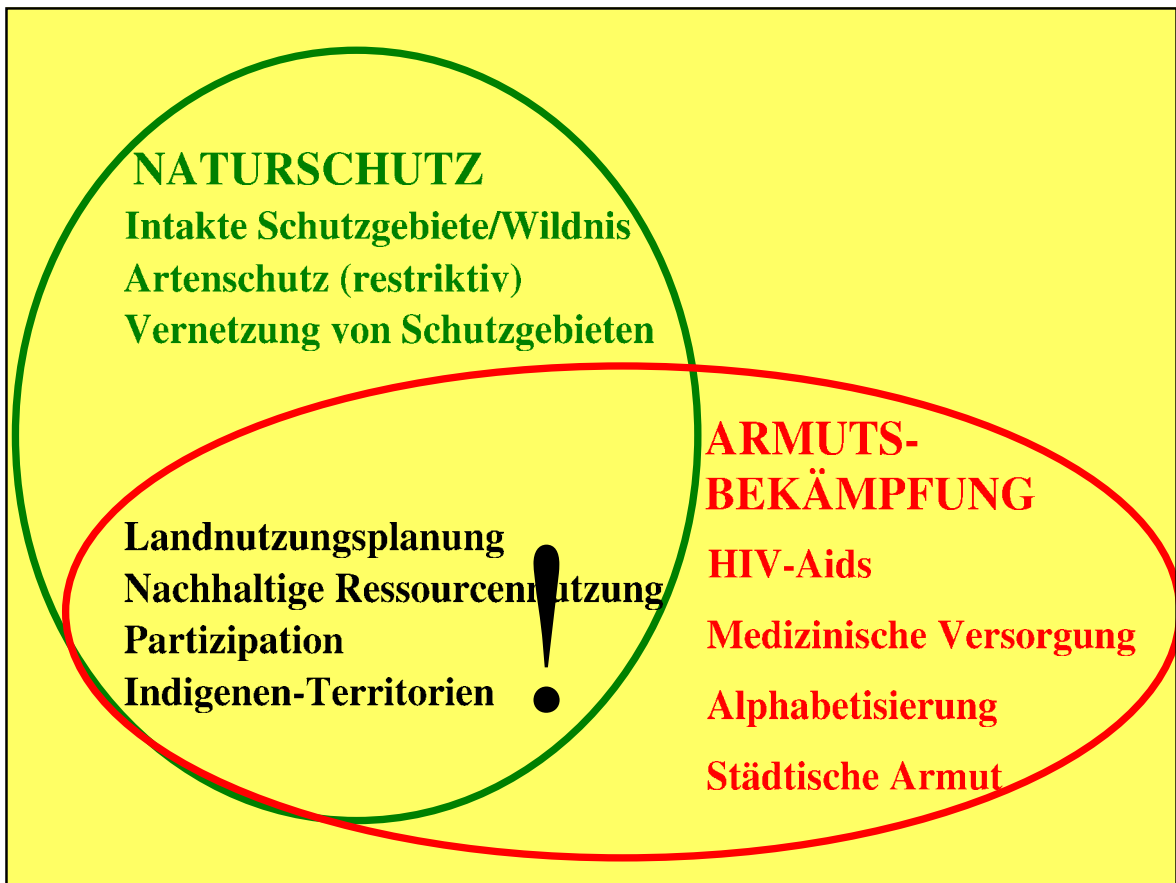 NATURSCHUTZ
Intakte Schutzgebiete/Wildnis
Artenschutz (restriktiv)
Vernetzung von Schutzgebieten
ARMUTS-
BEKÄMPFUNG
HIV-Aids
Medizinische Versorgung
Alphabetisierung
Städtische Armut
Landnutzungsplanung
Nachhaltige Ressourcennutzung
Partizipation
Indigenen-Territorien
!